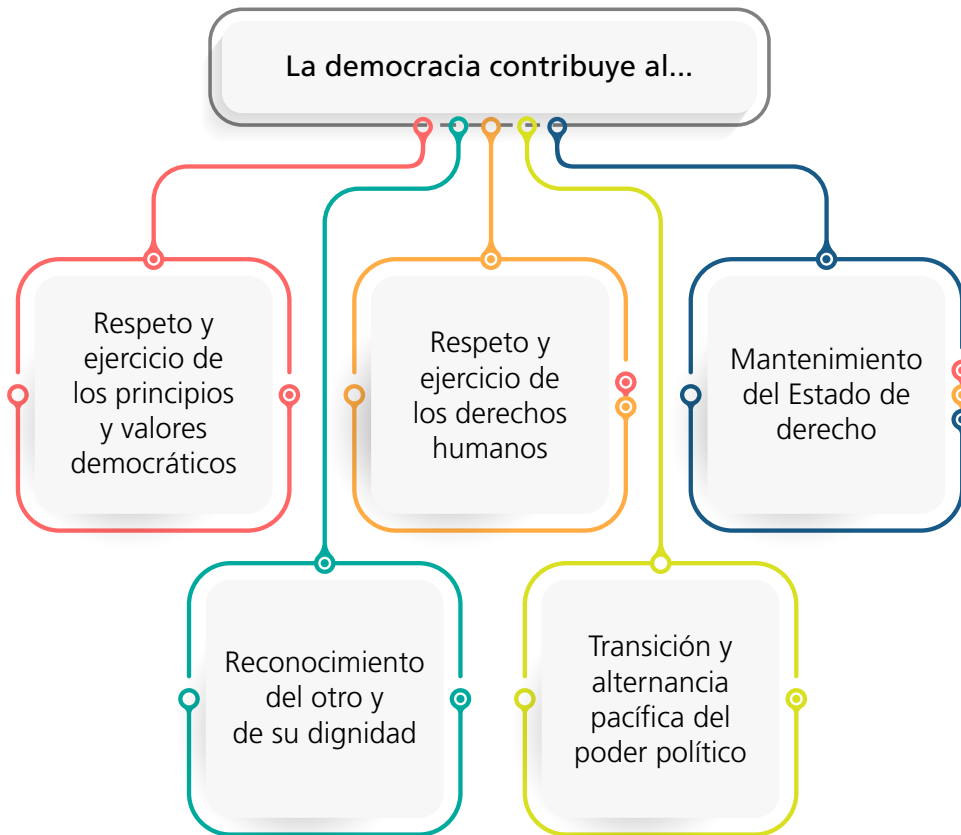 La democracia contribuye al...
Respeto y
ejercicio de
los principios
y valores
democráticos
Respeto y
ejercicio de
los derechos
humanos
Mantenimiento
del Estado de
derecho
Reconocimiento
del otro y
de su dignidad
Transición y
alternancia
pacífica del
poder político